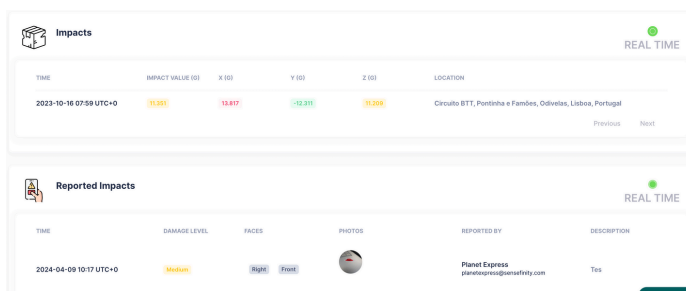 Impacts
REAL TIME
TIME IMPACT VALUE (G) X (G) Y (G) Z (G) LOCATION
2023-10-16 07:59 UTC+0 11.201 13.617 -12.311 11.209 Circuito BTT, Pontinha e Famões, Odivelas, Lisboa, Portugal
Previous Next
Reported Impacts
REAL TIME
TIME DAMAGE LEVEL FACES PHOTOS REPORTED BY DESCRIPTION
2024-04-09 10:17 UTC+0 Medium Right Front Planet Express Tes
planetexpress@sensefinity.com